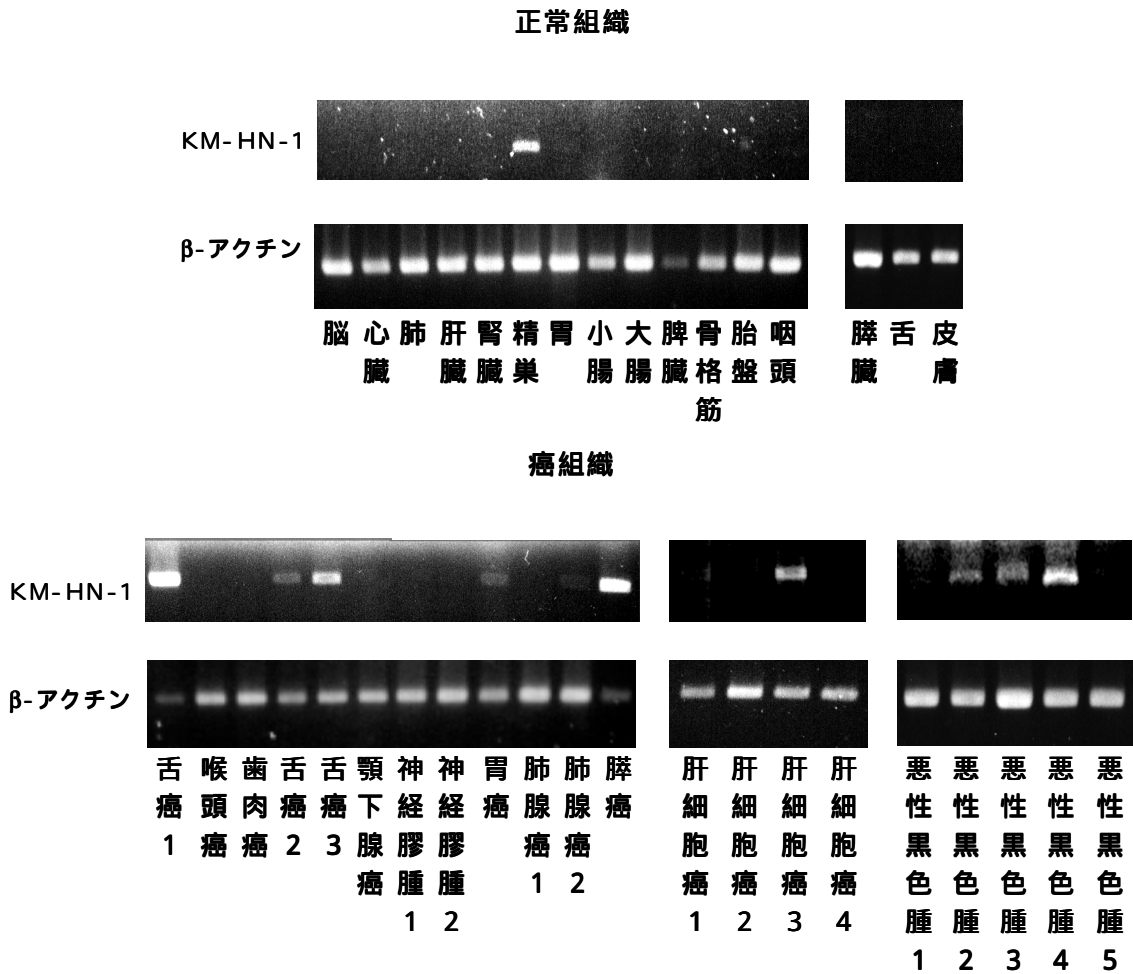 正常組織
KM-HN-1
β-アクチン
脳
心臓
肺
肝臓
腎臓
精巣
胃
小腸
大腸
脾臓
骨格筋
胎盤
咽頭
膵臓
舌
皮膚
癌組織
KM-HN-1
β-アクチン
舌癌1
喉頭癌
歯肉癌
舌癌2
舌癌3
顎下腺癌
神経膠腫1
神経膠腫2
胃癌
肺腺癌1
肺腺癌2
膵癌
肝細胞癌1
肝細胞癌2
肝細胞癌3
肝細胞癌4
悪性黒色腫1
悪性黒色腫2
悪性黒色腫3
悪性黒色腫4
悪性黒色腫5